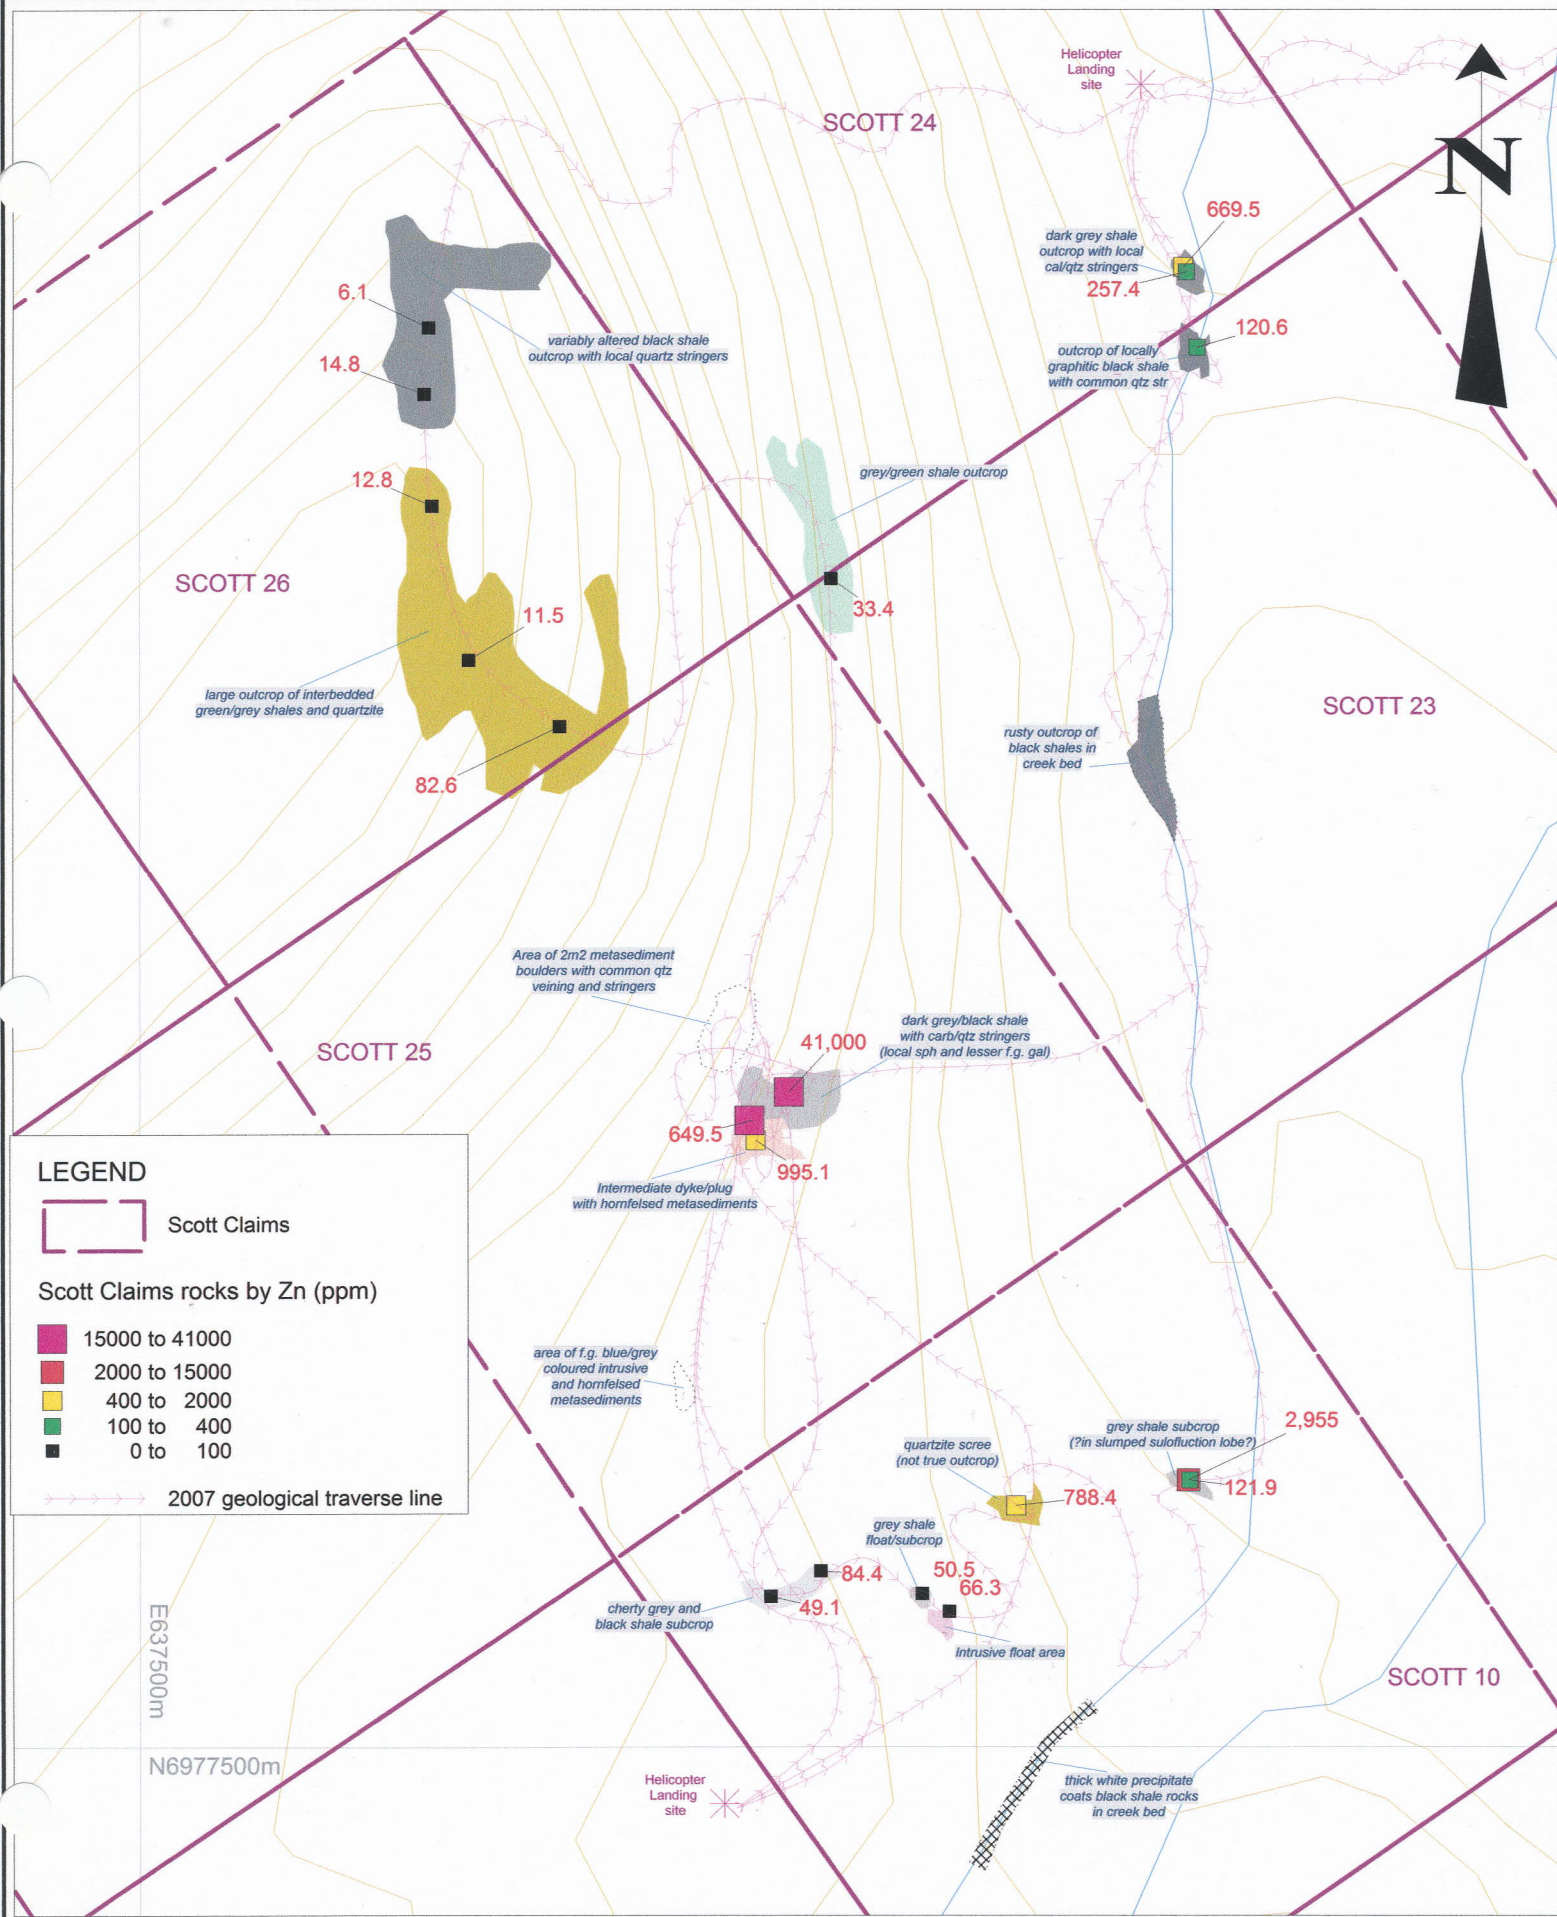 Helicopter
Landing
site
SCOTT 24
N
669.5
dark grey shale
outcrop with local
cal/qtz stringers
257.4
6.1
120.6
variably altered black shale
outcrop with local quartz stringers
outcrop of locally
graphitic black shale
with common qtz str
14.8
12.8
grey/green shale outcrop
SCOTT 26
33.4
11.5
large outcrop of interbedded
green/grey shales and quartzite
SCOTT 23
rusty outcrop of
black shales in
creek bed
82.6
Area of 2m2 metasediment
boulders with common qtz
veining and stringers
dark grey/black shale
with carb/qtz stringers
(local sph and lesser f.g. gal)
SCOTT 25
41,000
649.5
995.1
Intermediate dyke/plug
with hornfelsed metasediments
LEGEND
Scott Claims
Scott Claims rocks by Zn (ppm)
15000 to 41000
2000 to 15000
400 to 2000
100 to 400
0 to 100
2007 geological traverse line
area of f.g. blue/grey
coloured intrusive
and hornfelsed
metasediments
grey shale subcrop
(?in slumped sulofluction lobe?)
2,955
121.9
quartzite scree
(not true outcrop)
788.4
grey shale
float/subcrop
50.5
66.3
84.4
49.1
cherty grey and
black shale subcrop
Intrusive float area
SCOTT 10
E637500m
N6977500m
Helicopter
Landing
site
thick white precipitate
coats black shale rocks
in creek bed